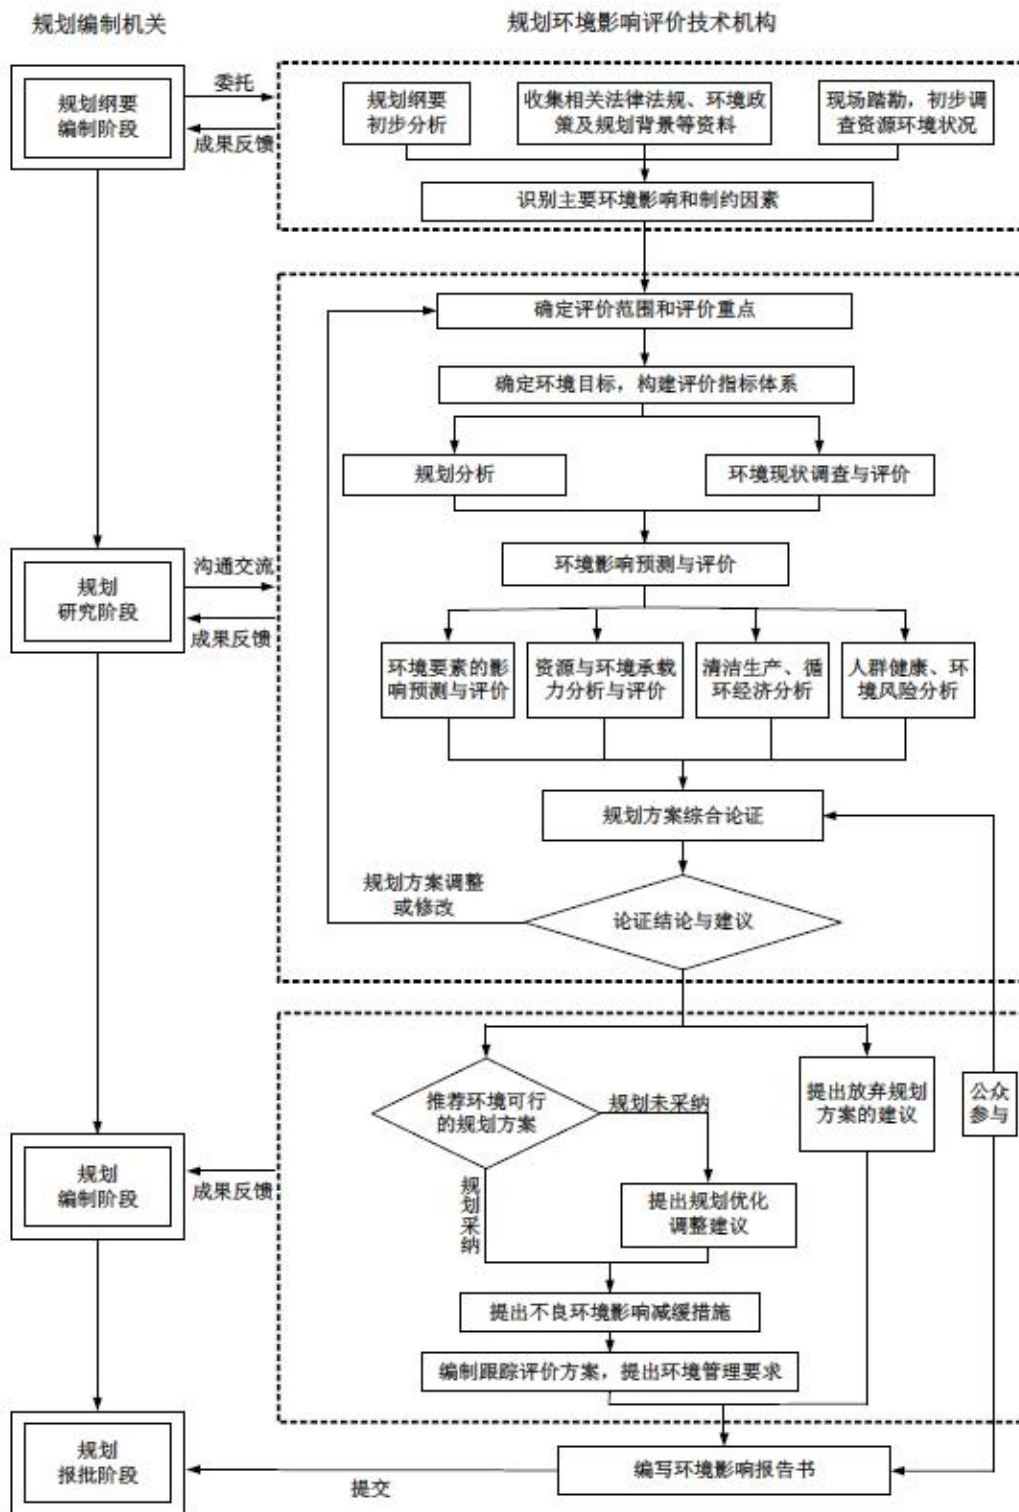 规划编制机关
规划环境影响评价技术机构
规划纲要
编制阶段
委托
成果反馈
规划纲要
初步分析
收集相关法律法规、环境政
策及规划背景等资料
现场踏勘，初步调
查资源环境状况
识别主要环境影响和制约因素
确定评价范围和评价重点
确定环境目标，构建评价指标体系
规划分析
环境现状调查与评价
规划
研究阶段
沟通交流
成果反馈
环境影响预测与评价
环境要素的影
响预测与评价
资源与环境承载
力分析与评价
清洁生产、循
环经济分析
人群健康、环
境风险分析
规划方案综合论证
规划方案调整
或修改
论证结论与建议
推荐环境可行
的规划方案
规划未采纳
提出放弃规划
方案的建议
公众
参与
规划
编制阶段
成果反馈
规划采纳
提出规划优化
调整建议
提出不良环境影响减缓措施
编制跟踪评价方案，提出环境管理要求
规划
报批阶段
提交
编写环境影响报告书